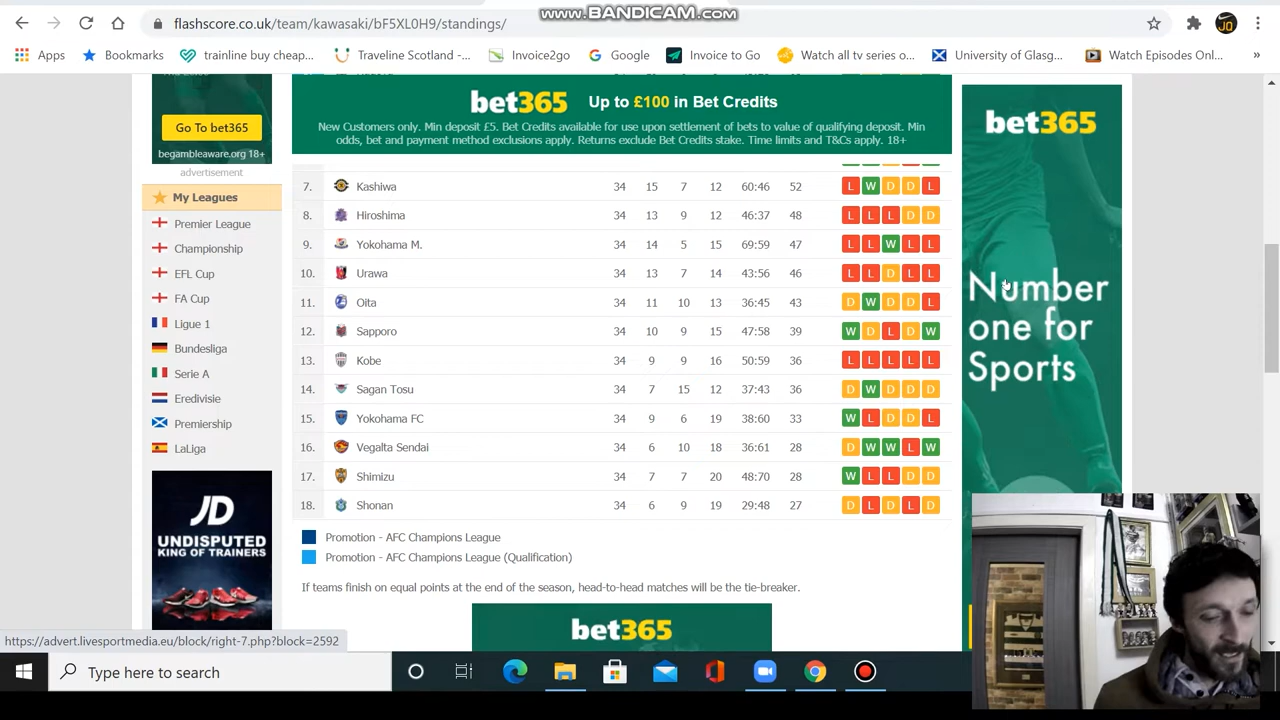 www.BANDICAM.com
flashscore.co.uk/team/kawasaki/bF5XL0H9/standings/
Apps Bookmarks trainline buy cheap... Traveline Scotland -... Invoice2go Google Invoice to Go Watch all tv series o... University of Glasg... Watch Episodes Onl... »
Go To bet365
begambleaware.org 18+
advertisement
My Leagues
Premier League
Championship
EFL Cup
FA Cup
Ligue 1
Bundesliga
Serie A
Eredivisie
Premiership
LaLiga
JD
UNDISPUTED
KING OF TRAINERS
bet365 Up to £100 in Bet Credits
New Customers only. Min deposit £5. Bet Credits available for use upon settlement of bets to value of qualifying deposit. Min
odds, bet and payment method exclusions apply. Returns exclude Bet Credits stake. Time limits and T&Cs apply. 18+
7. Kashiwa 34 15 7 12 60:46 52 L W D D L
8. Hiroshima 34 13 9 12 46:37 48 L L L D D
9. Yokohama M. 34 14 5 15 69:59 47 L L W L L
10. Urawa 34 13 7 14 43:56 46 L L D L L
11. Oita 34 11 10 13 36:45 43 D W D D L
12. Sapporo 34 10 9 15 47:58 39 W D L D W
13. Kobe 34 9 9 16 50:59 36 L L L L L
14. Sagan Tosu 34 7 15 12 37:43 36 D W D D D
15. Yokohama FC 34 9 6 19 38:60 33 W L D D L
16. Vegalta Sendai 34 6 10 18 36:61 28 D W W L W
17. Shimizu 34 7 7 20 48:70 28 W L L D D
18. Shonan 34 6 9 19 29:48 27 D L D L D
Promotion - AFC Champions League
Promotion - AFC Champions League (Qualification)
If teams finish on equal points at the end of the season, head-to-head matches will be the tie-breaker.
bet365
bet365
Number
one for
Sports
https://advert.livesportmedia.eu/block/right-7.php?block=2592
Type here to search